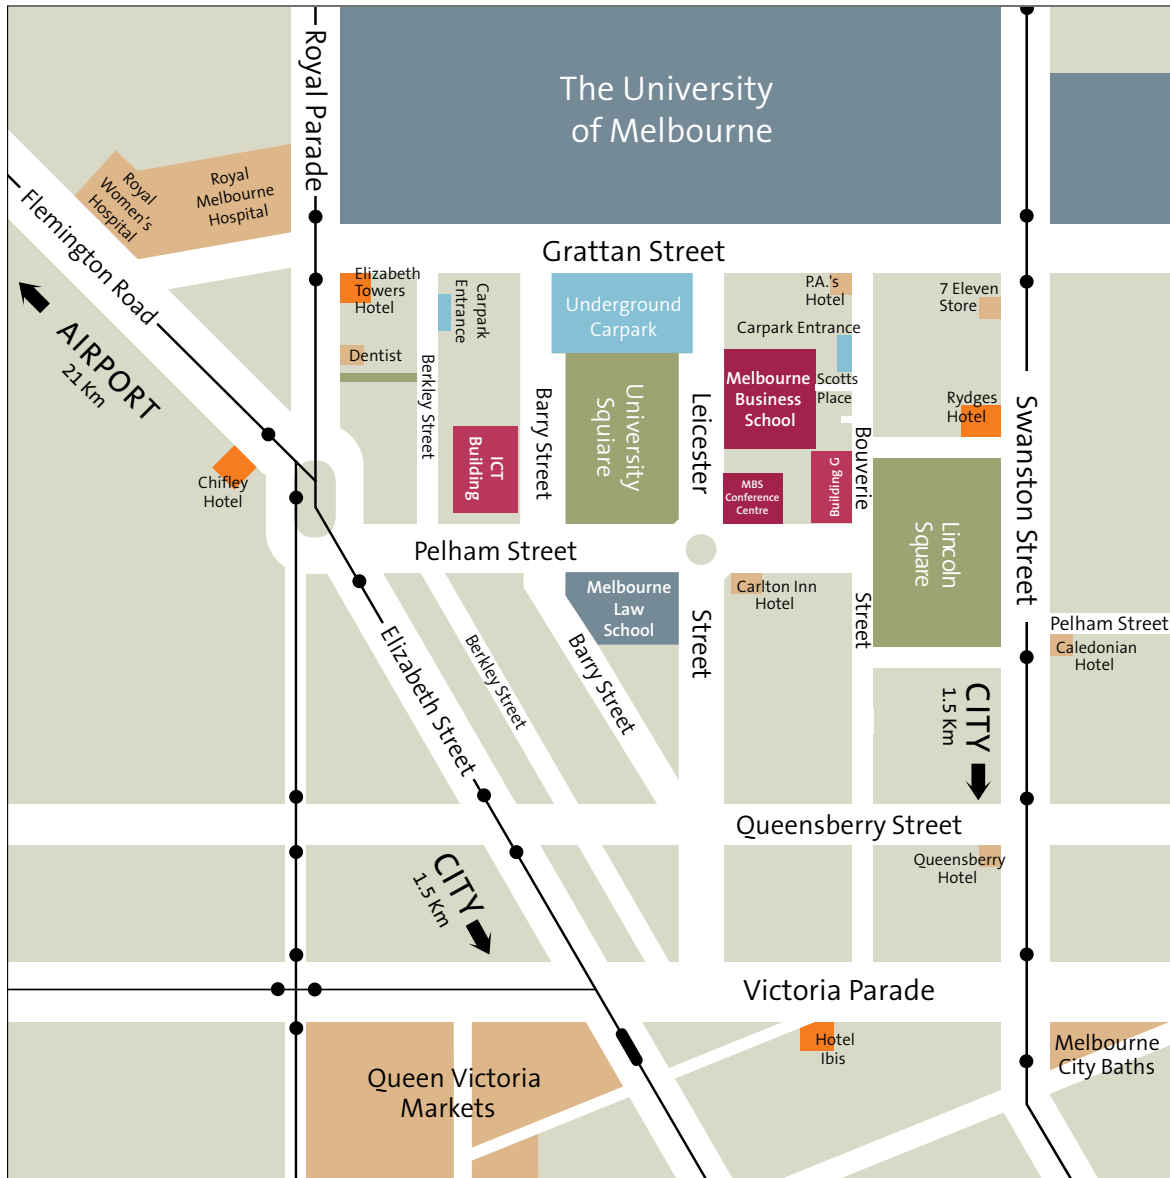 The University
of Melbourne
Royal Parade
Royal
Women's
Hospital
Royal
Melbourne
Hospital
Flemington Road
Grattan Street
AIRPORT
21 Km
Elizabeth
Towers
Hotel
Carpark
Entrance
Underground
Carpark
P.A.'s
Hotel
7 Eleven
Store
Carpark Entrance
Dentist
Berkley Street
Barry Street
University
Squiare
Leicester
Melbourne
Business
School
Scotts
Place
Bouverie
Rydges
Hotel
Swanston Street
Chifley
Hotel
ICT
Building
MBS
Conference
Centre
Building G
Lincoln
Square
Pelham Street
Melbourne
Law
School
Carlton Inn
Hotel
Street
Street
Pelham Street
Caledonian
Hotel
Elizabeth Street
Berkley Street
Barry Street
CITY
1.5 Km
Queensberry Street
Queensberry
Hotel
CITY
1.5 Km
Victoria Parade
Hotel
Ibis
Melbourne
City Baths
Queen Victoria
Markets